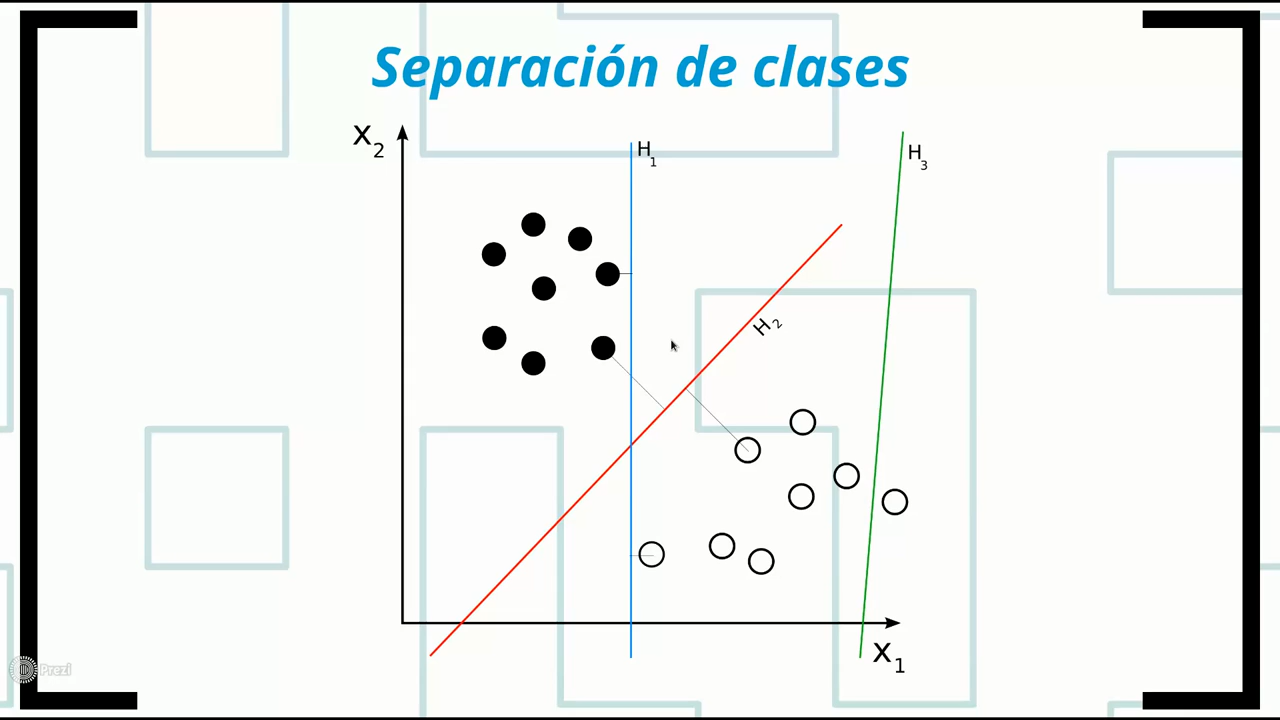 Separación de clases
X2
H1
H3
H2
X1
Prezi